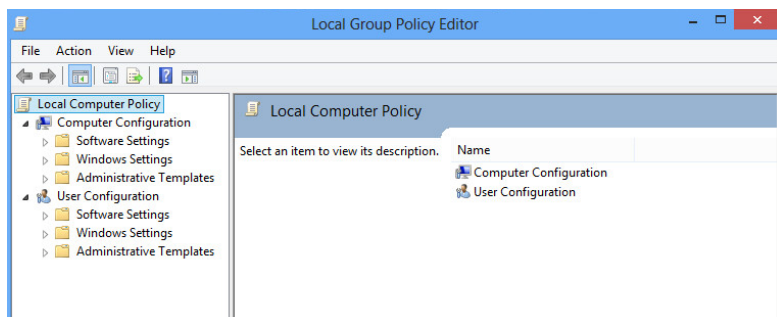 Local Group Policy Editor
File Action View Help
Local Computer Policy
Computer Configuration
Software Settings
Windows Settings
Administrative Templates
User Configuration
Software Settings
Windows Settings
Administrative Templates
Local Computer Policy
Select an item to view its description.
Name
Computer Configuration
User Configuration